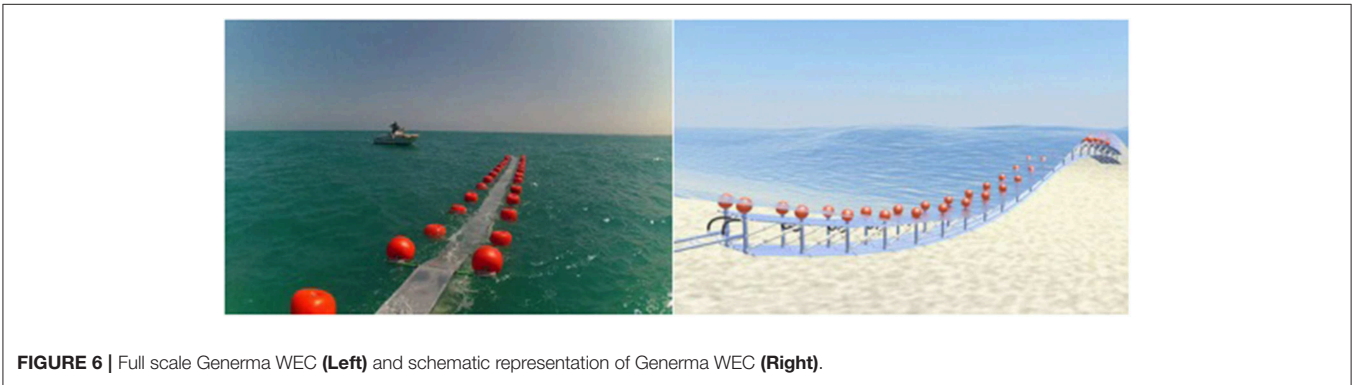 FIGURE 6 | Full scale Generma WEC (Left) and schematic representation of Generma WEC (Right).